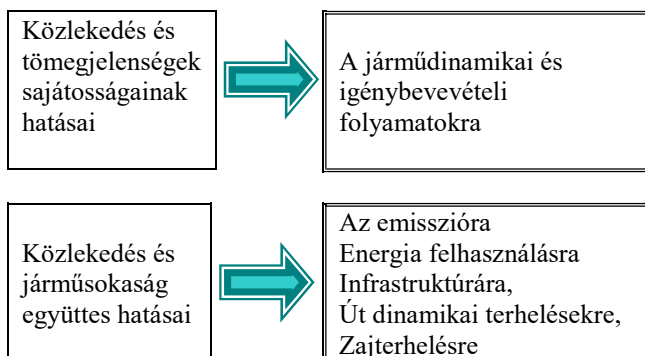 Közlekedés és
tömegjelenségek
sajátosságainak
hatásai
A járműdinamikai és
igénybevevételi
folyamatokra
Közlekedés és
járműsokaság
együttes hatásai
Az emisszióra
Energia felhasználásra
Infrastruktúrára,
Út dinamikai terhelésekre,
Zajterhelésre